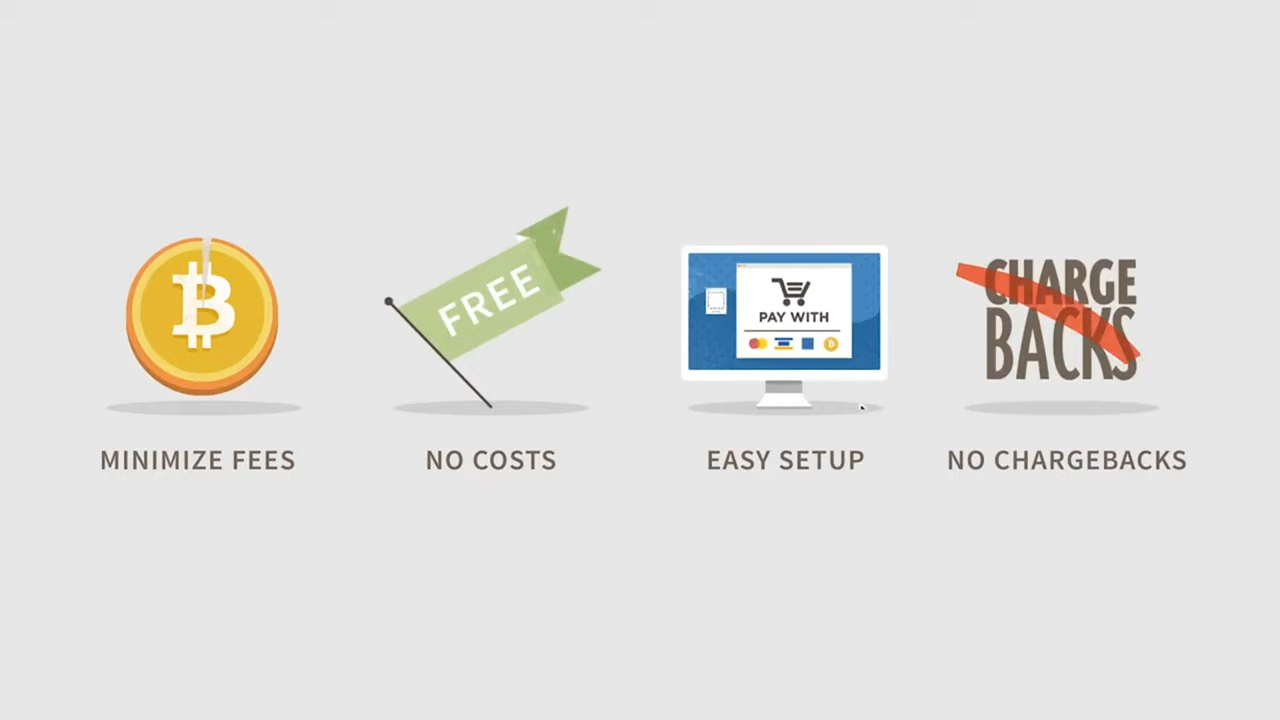 FREE
PAY WITH
CHARGE
BACKS
MINIMIZE FEES
NO COSTS
EASY SETUP
NO CHARGEBACKS